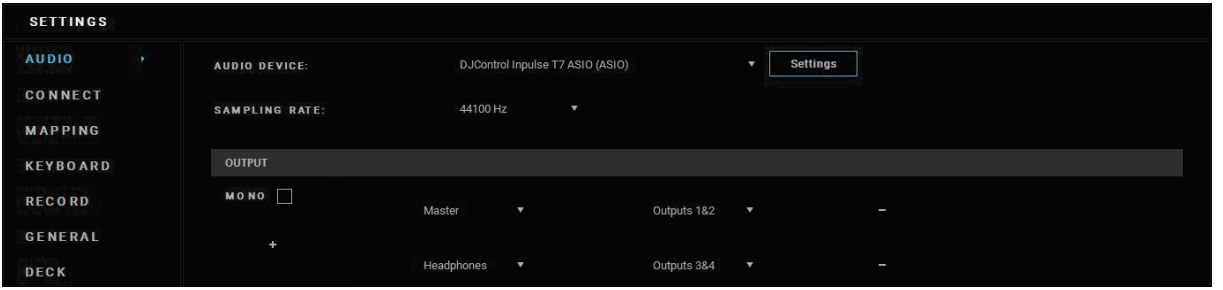 SETTINGS
AUDIO
CONNECT
MAPPING
KEYBOARD
RECORD
GENERAL
DECK
AUDIO DEVICE: DJControl Inpulse T7 ASIO (ASIO) Settings
SAMPLING RATE: 44100 Hz
OUTPUT
MONO
Master Outputs 1&2 −
+
Headphones Outputs 3&4 −